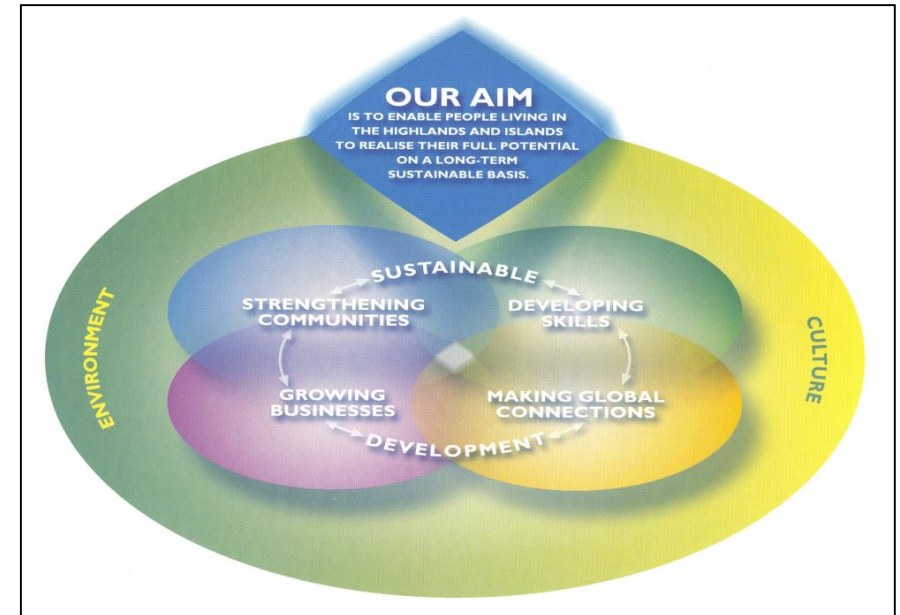 OUR AIM
IS TO ENABLE PEOPLE LIVING IN
THE HIGHLANDS AND ISLANDS
TO REALISE THEIR FULL POTENTIAL
ON A LONG-TERM
SUSTAINABLE BASIS.
SUSTAINABLE
STRENGTHENING
COMMUNITIES
DEVELOPING
SKILLS
ENVIRONMENT
CULTURE
GROWING
BUSINESSES
MAKING GLOBAL
CONNECTIONS
DEVELOPMENT